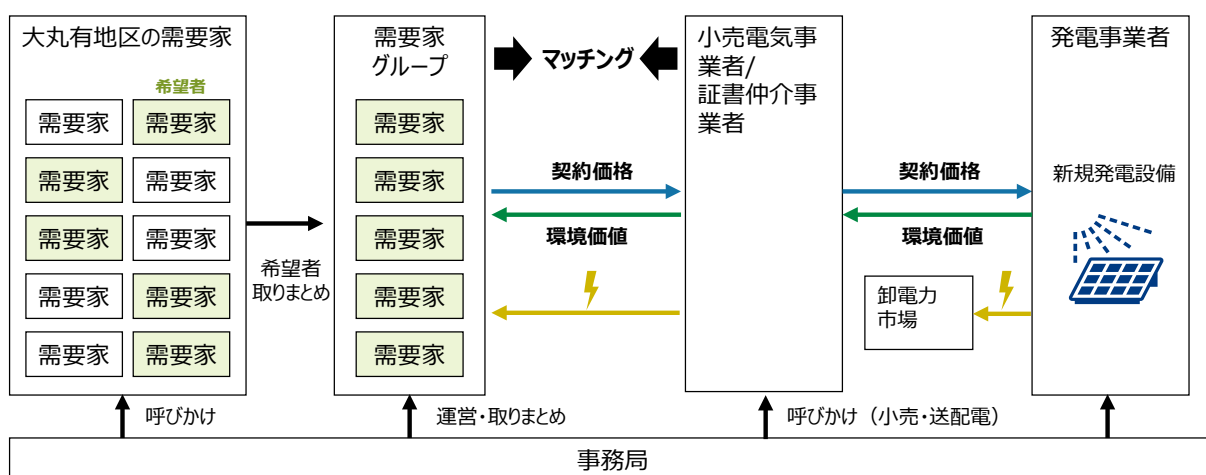 大丸有地区の需要家
希望者
需要家 需要家
需要家 需要家
需要家 需要家
需要家 需要家
需要家 需要家
希望者
取りまとめ
需要家
グループ
需要家
需要家
需要家
需要家
需要家
マッチング
契約価格
環境価値
小売電気事
業者/
証書仲介事
業者
契約価格
環境価値
卸電力
市場
発電事業者
新規発電設備
呼びかけ
運営・取りまとめ
呼びかけ（小売・送配電）
事務局